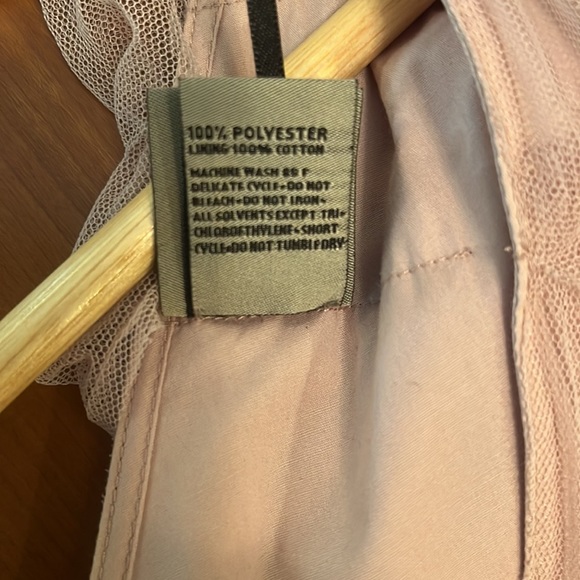 100% POLYESTER
LINING 100% COTTON
MACHINE WASH 86 F
DELICATE CYCLE•DO NOT
BLEACH•DO NOT IRON•
ALL SOLVENTS EXCEPT TRI•
CHLOROETHYLENE•SHORT
CYCLE•DO NOT TUMBLE DRY